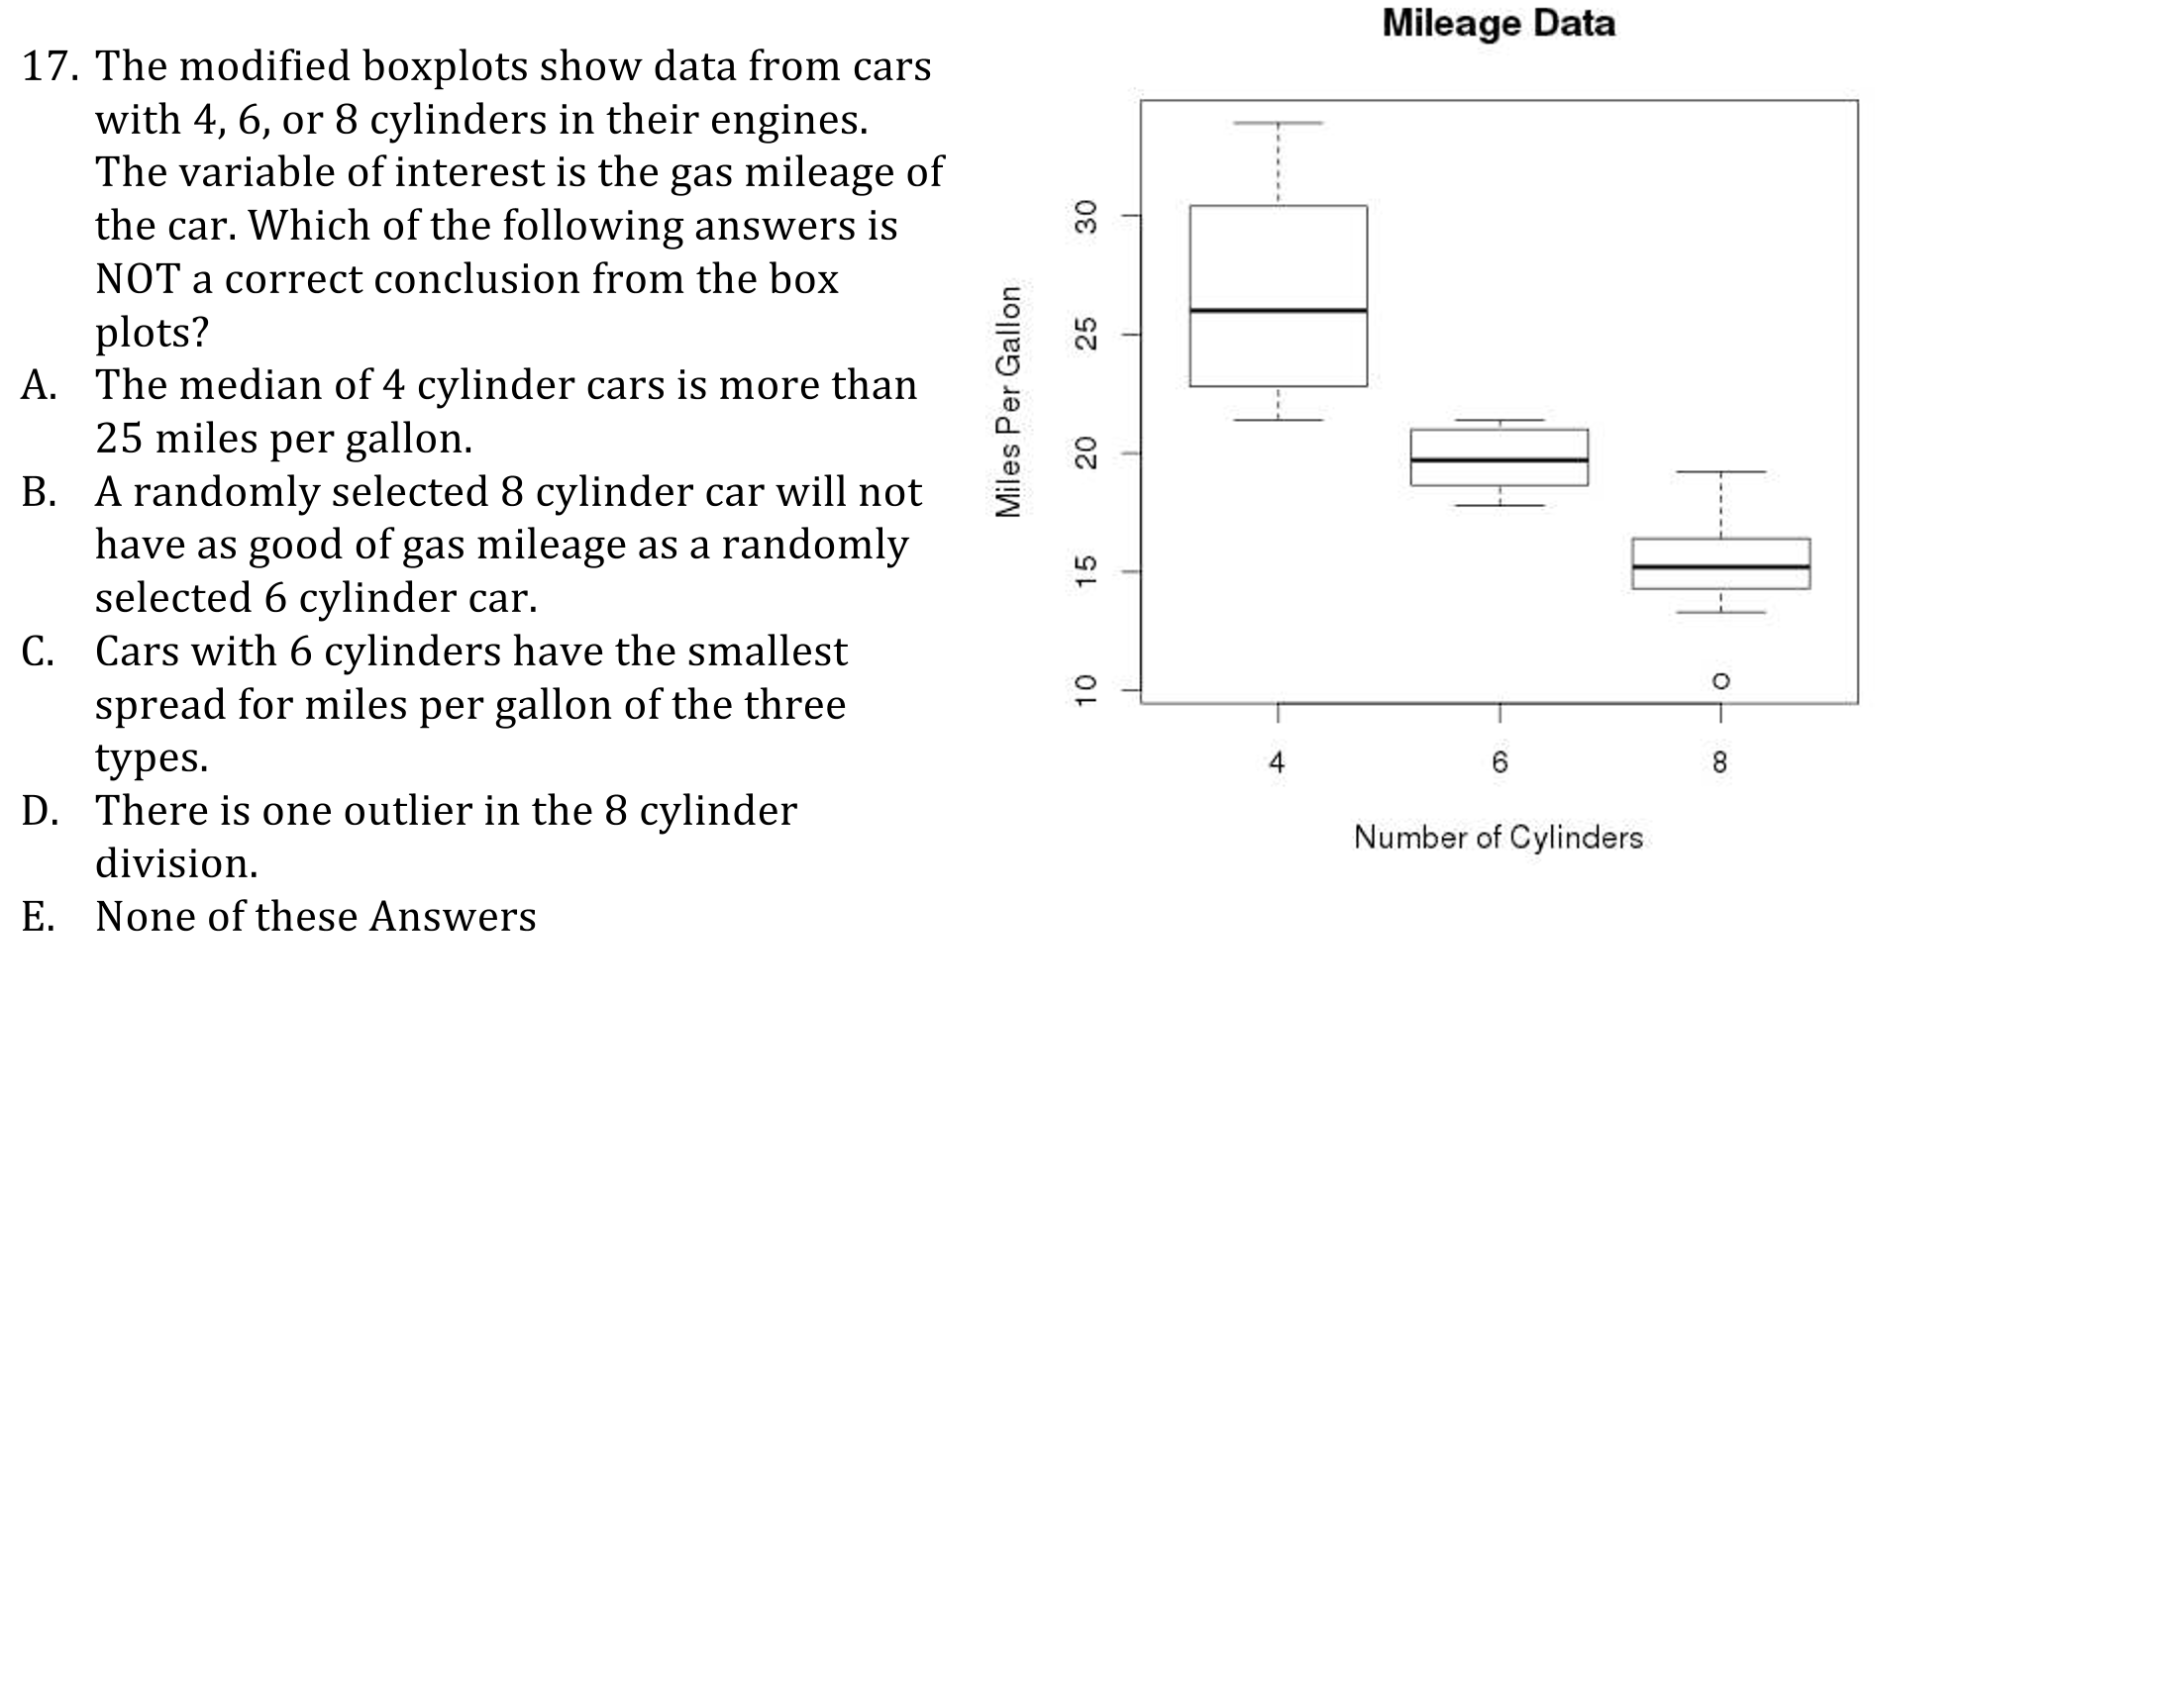 17. The modified boxplots show data from cars
with 4, 6, or 8 cylinders in their engines.
The variable of interest is the gas mileage of
the car. Which of the following answers is
NOT a correct conclusion from the box
plots?
A. The median of 4 cylinder cars is more than
25 miles per gallon.
B. A randomly selected 8 cylinder car will not
have as good of gas mileage as a randomly
selected 6 cylinder car.
C. Cars with 6 cylinders have the smallest
spread for miles per gallon of the three
types.
D. There is one outlier in the 8 cylinder
division.
E. None of these Answers
Mileage Data
Miles Per Gallon
30
25
20
15
10
4 6 8
Number of Cylinders